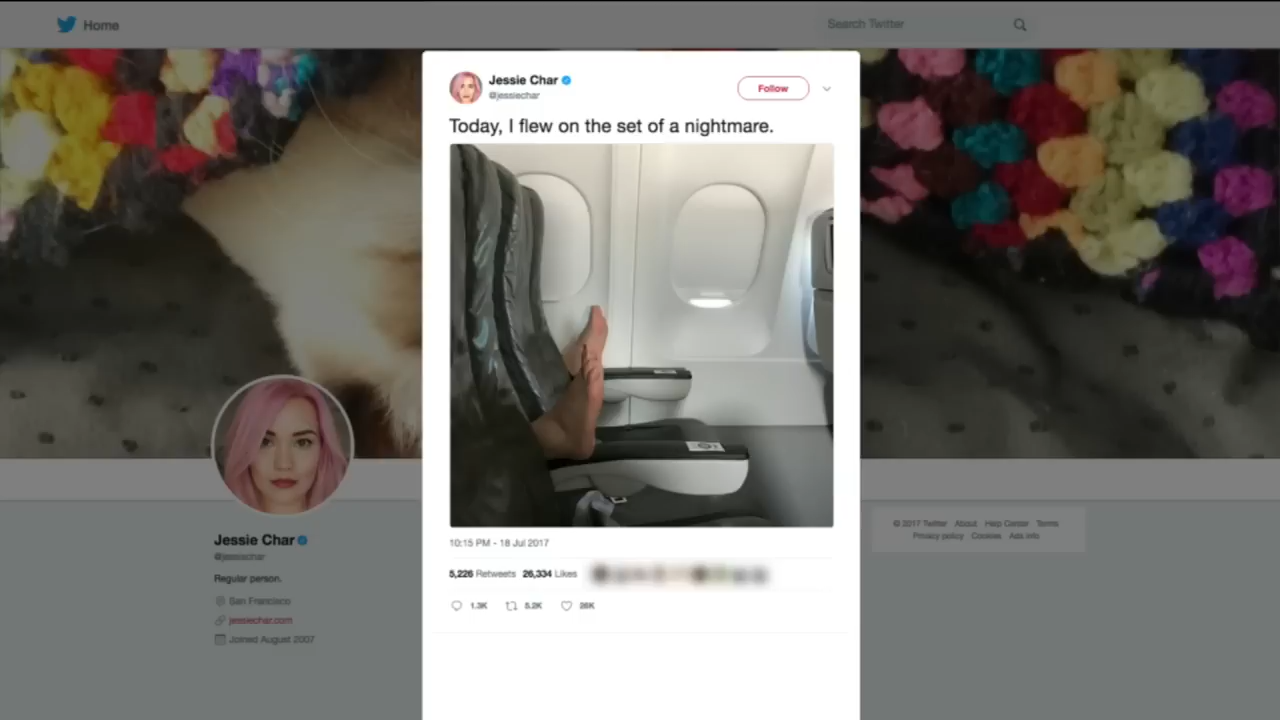 Home
Search Twitter
Jessie Char
@jessiechar
Follow
Today, I flew on the set of a nightmare.
10:15 PM - 18 Jul 2017
5,226 Retweets 26,334 Likes
1.3K 5.2K 26K
Jessie Char
@jessiechar
Regular person.
San Francisco
jessiechar.com
Joined August 2007
© 2017 Twitter About Help Center Terms
Privacy policy Cookies Ads info